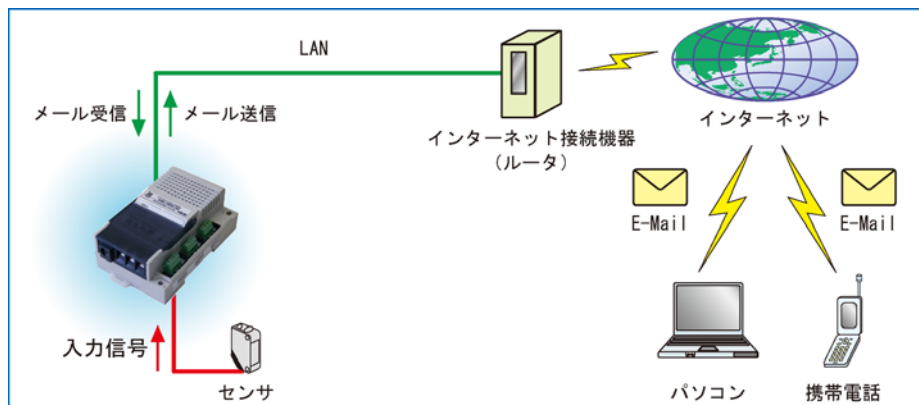 LAN
メール受信
メール送信
インターネット接続機器
(ルータ)
インターネット
E-Mail
E-Mail
入力信号
センサ
パソコン
携帯電話